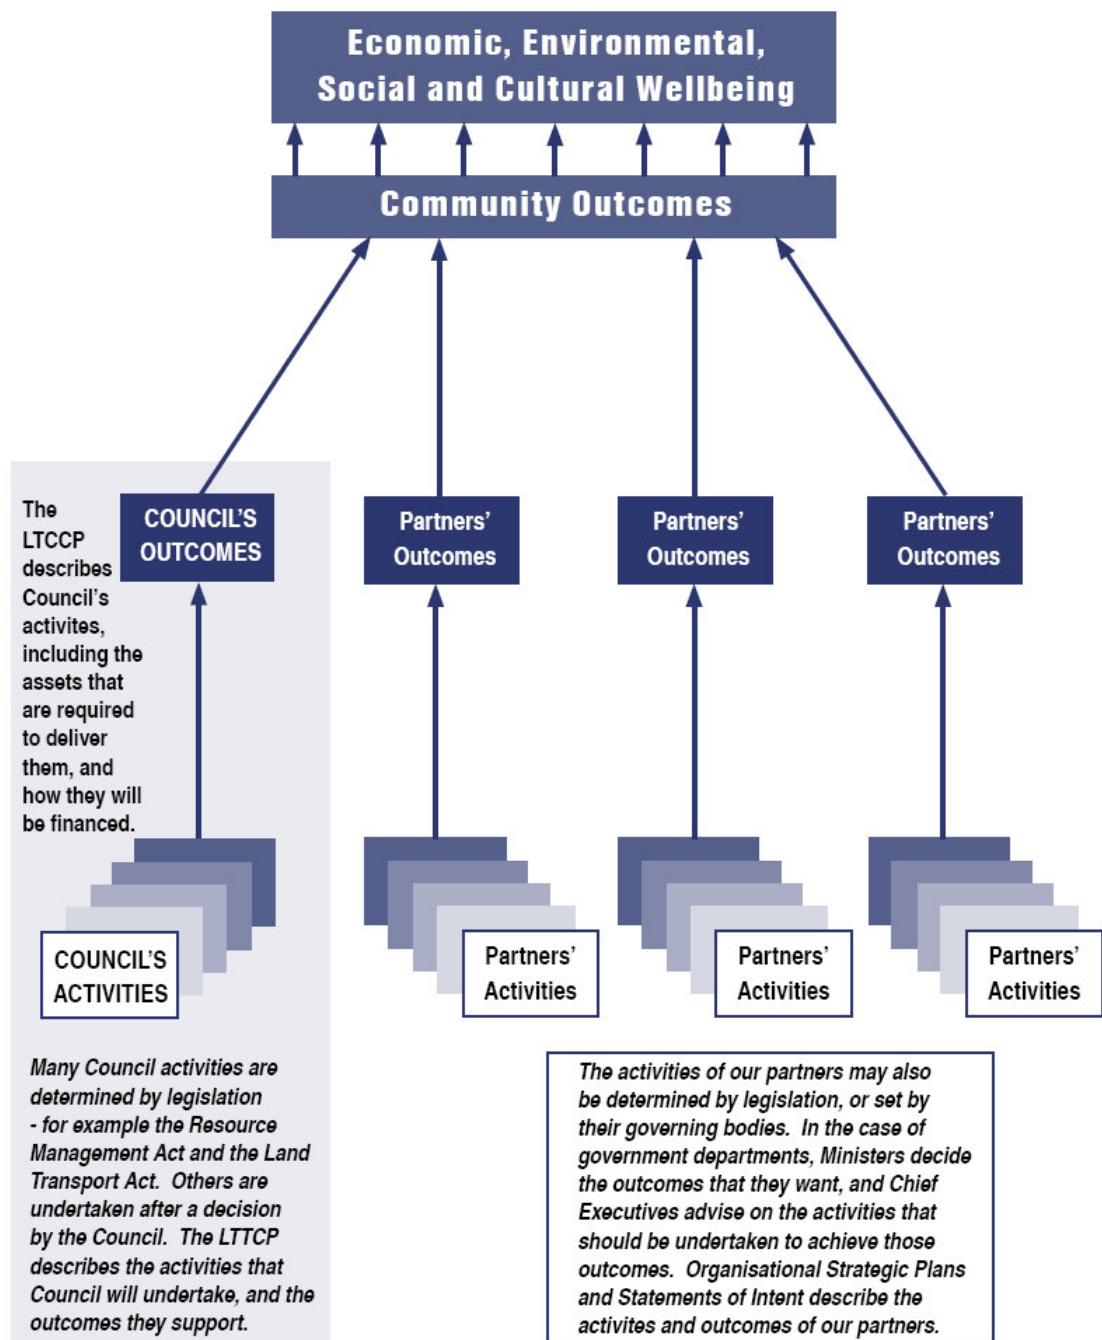 Economic, Environmental,
Social and Cultural Wellbeing
Community Outcomes
The
LTCCP
describes
Council's
activites,
including the
assets that
are required
to deliver
them, and
how they will
be financed.
COUNCIL'S
OUTCOMES
Partners'
Outcomes
Partners'
Outcomes
Partners'
Outcomes
COUNCIL'S
ACTIVITIES
Partners'
Activities
Partners'
Activities
Partners'
Activities
Many Council activities are
determined by legislation
- for example the Resource
Management Act and the Land
Transport Act.  Others are
undertaken after a decision
by the Council.  The LTTCP
describes the activities that
Council will undertake, and the
outcomes they support.
The activities of our partners may also
be determined by legislation, or set by
their governing bodies.  In the case of
government departments, Ministers decide
the outcomes that they want, and Chief
Executives advise on the activities that
should be undertaken to achieve those
outcomes.  Organisational Strategic Plans
and Statements of Intent describe the
activites and outcomes of our partners.